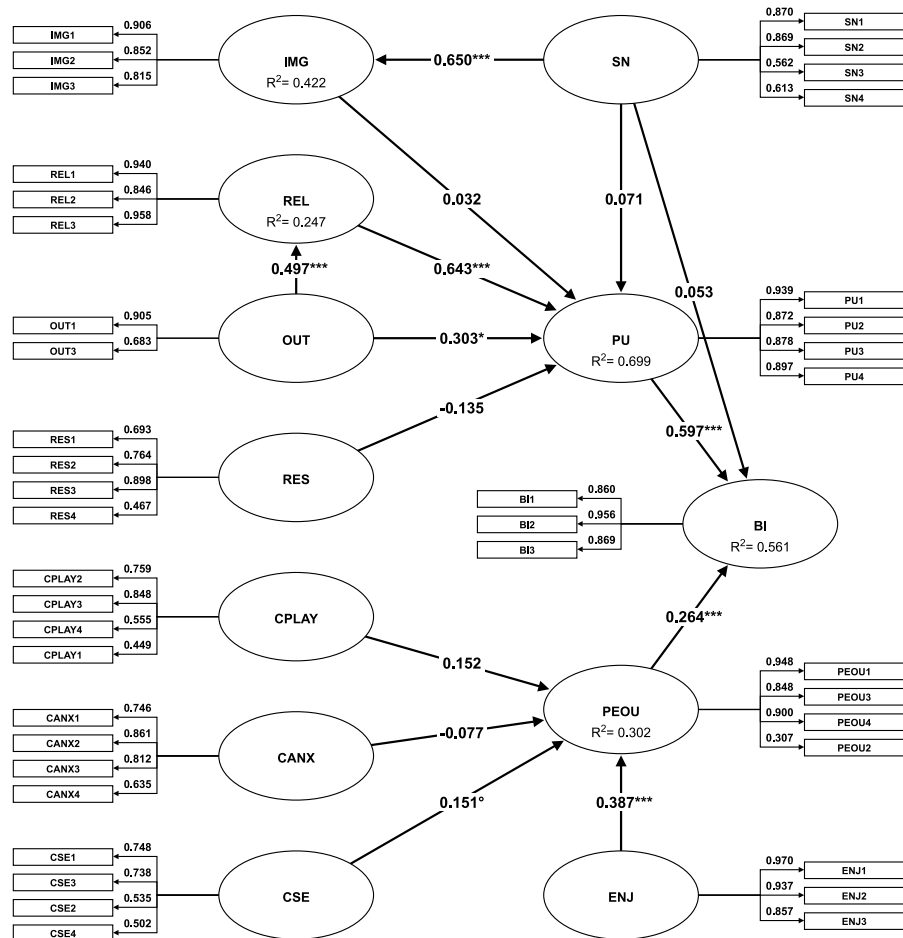 0.906
IMG1
0.852
IMG2
0.815
IMG3
IMG
R²= 0.422
0.650***
SN
0.870
SN1
0.869
SN2
0.562
SN3
0.613
SN4
0.940
REL1
0.846
REL2
0.958
REL3
REL
R²= 0.247
0.032
0.071
0.497***
0.643***
0.053
0.905
OUT1
0.683
OUT3
OUT
0.303*
PU
R²= 0.699
0.939
PU1
0.872
PU2
0.878
PU3
0.897
PU4
-0.135
0.597***
0.693
RES1
0.764
RES2
0.898
RES3
0.467
RES4
RES
0.860
BI1
0.956
BI2
0.869
BI3
BI
R²= 0.561
0.759
CPLAY2
0.848
CPLAY3
0.555
CPLAY4
0.449
CPLAY1
CPLAY
0.264***
0.152
PEOU
R²= 0.302
0.948
PEOU1
0.848
PEOU3
0.900
PEOU4
0.307
PEOU2
0.746
CANX1
0.861
CANX2
0.812
CANX3
0.635
CANX4
CANX
-0.077
0.151°
0.387***
0.748
CSE1
0.738
CSE3
0.535
CSE2
0.502
CSE4
CSE
ENJ
0.970
ENJ1
0.937
ENJ2
0.857
ENJ3